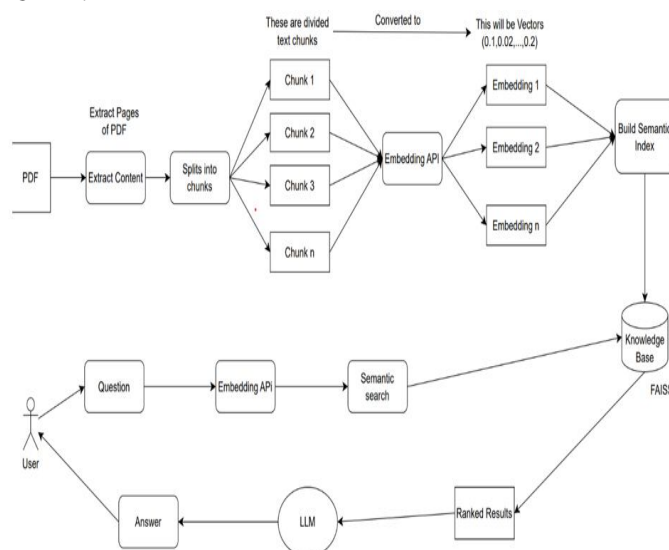 These are divided
text chunks
Converted to
This will be Vectors
(0.1,0.02,...,0.2)
Extract Pages
of PDF
PDF
Extract Content
Splits into
chunks
Chunk 1
Chunk 2
Chunk 3
Chunk n
Embedding API
Embedding 1
Embedding 2
Embedding n
Build Semantic
Index
Knowledge
Base
FAISS
User
Question
Embedding APi
Semantic
search
Ranked Results
LLM
Answer